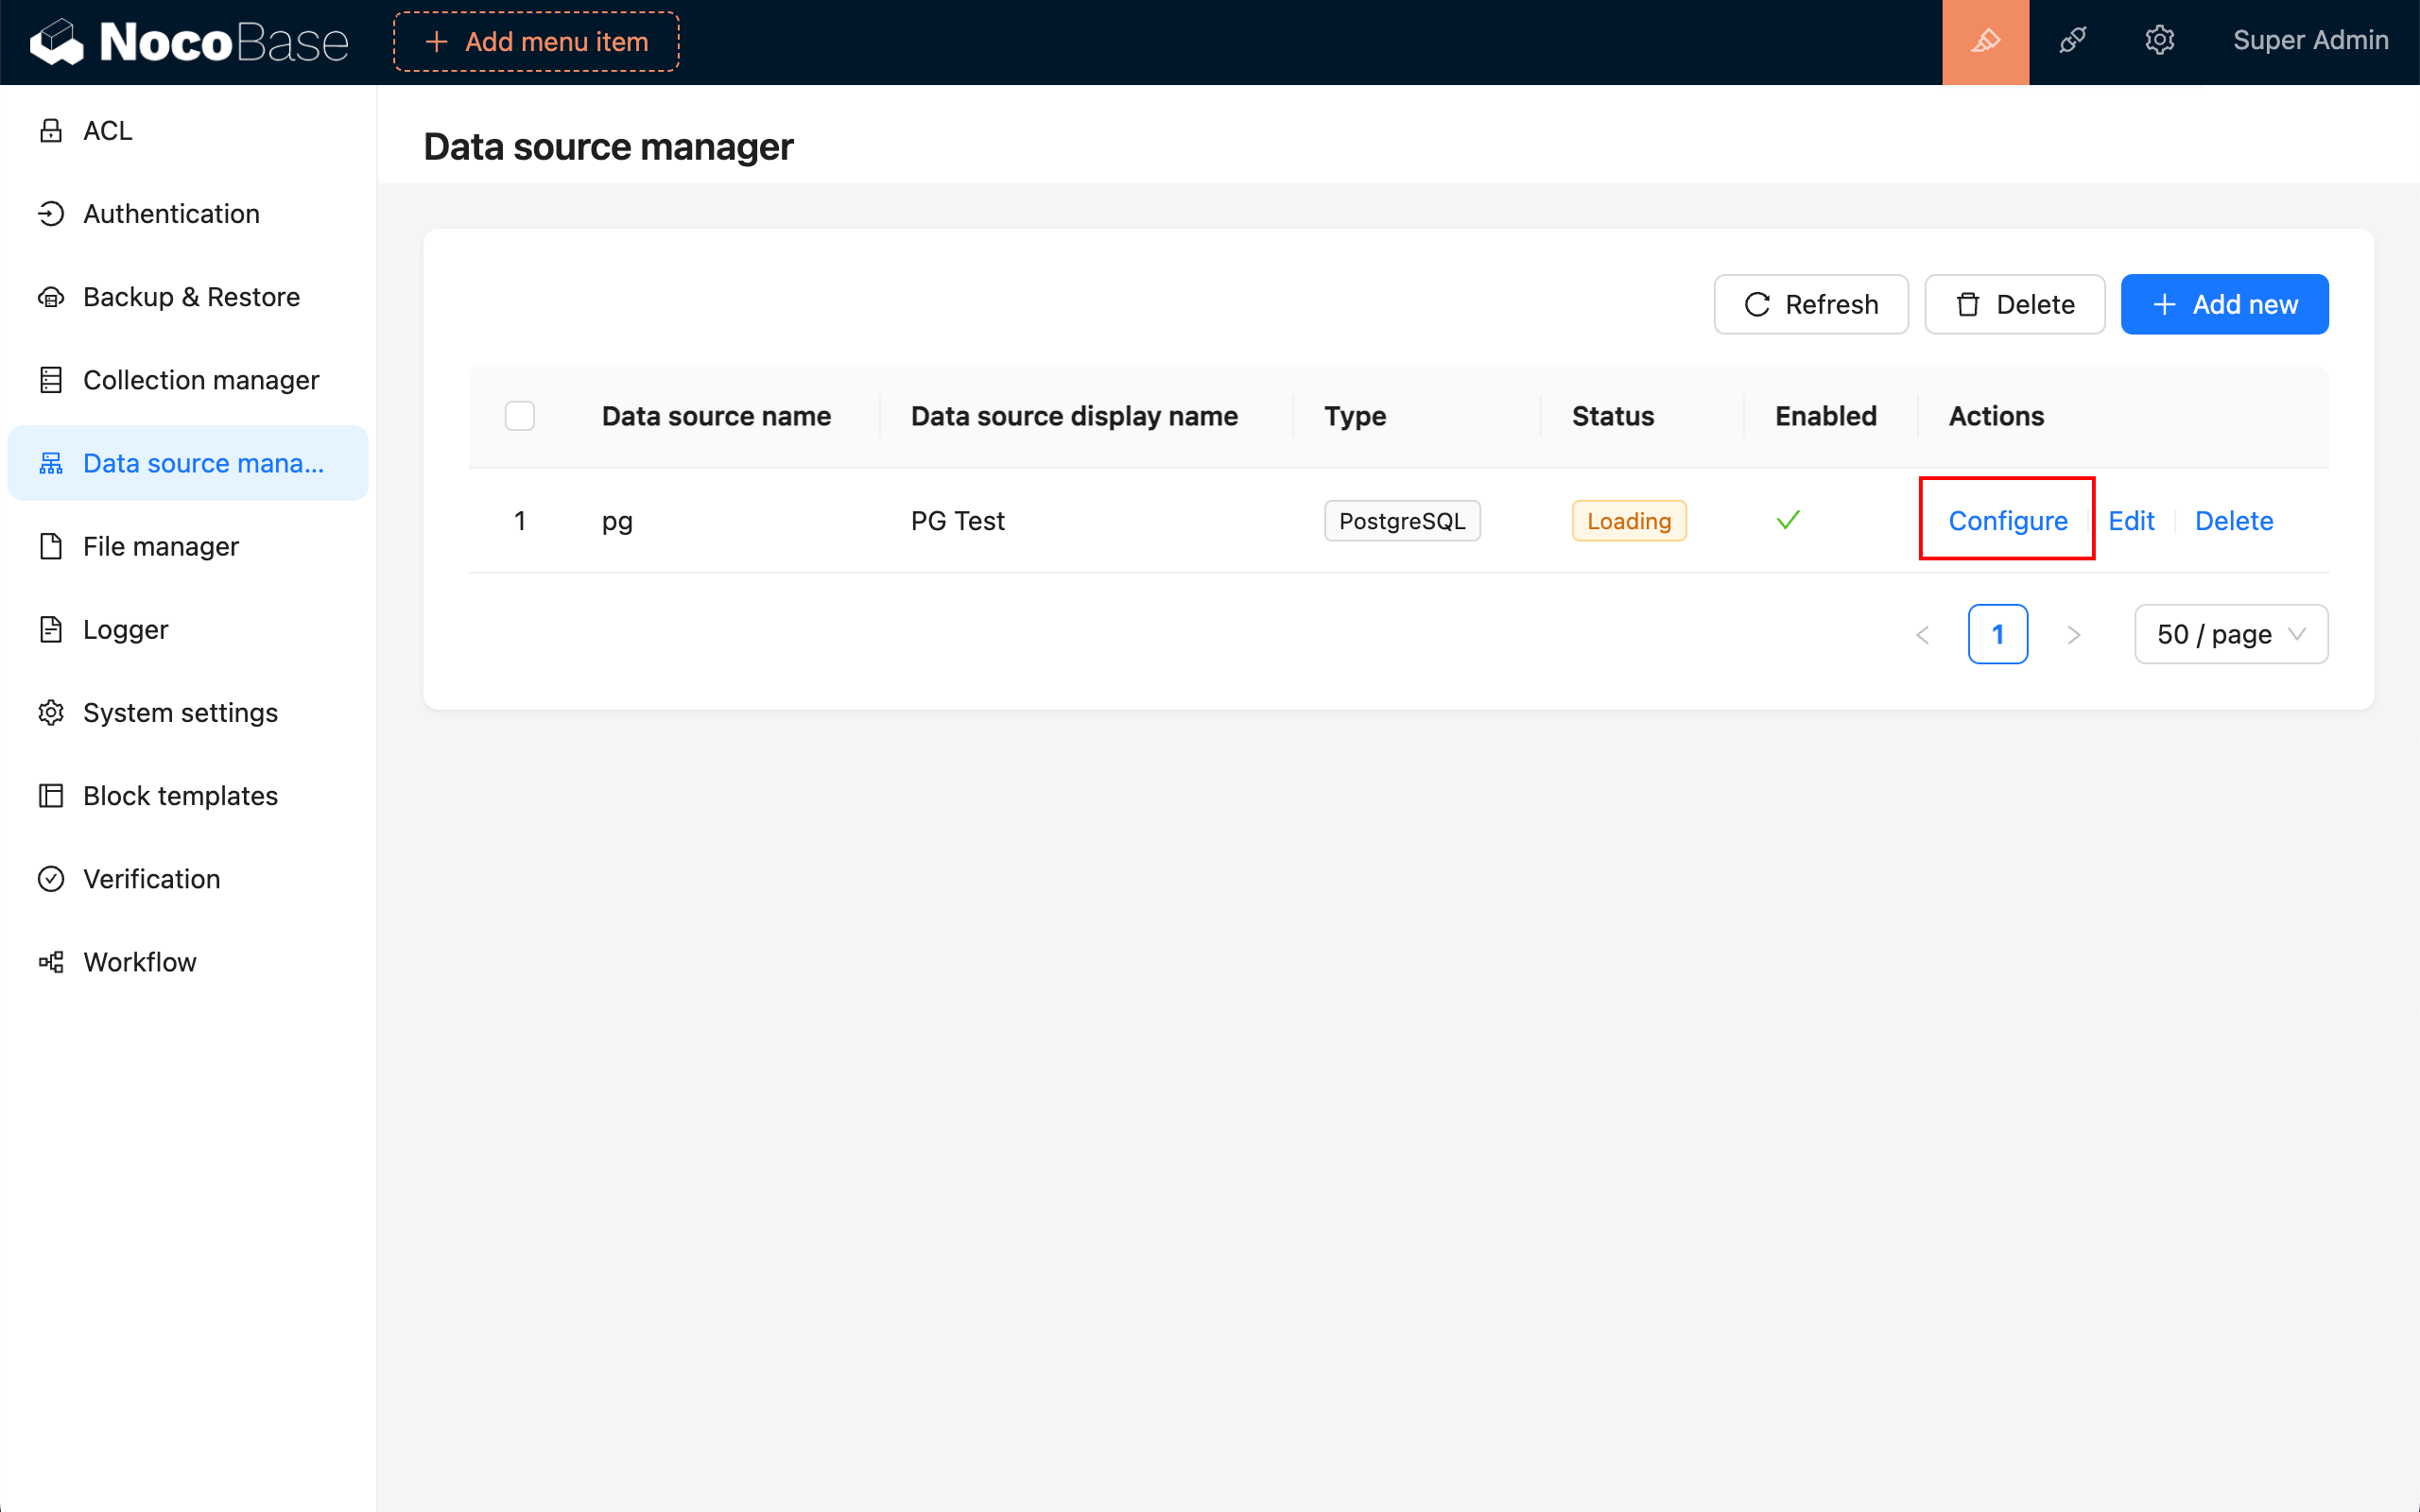 NocoBase
Add menu item
Super Admin
ACL
Authentication
Backup & Restore
Collection manager
Data source mana...
File manager
Logger
System settings
Block templates
Verification
Workflow
Data source manager
Refresh
Delete
Add new
Data source name Data source display name Type Status Enabled Actions
1 pg PG Test PostgreSQL Loading Configure Edit Delete
1 50 / page